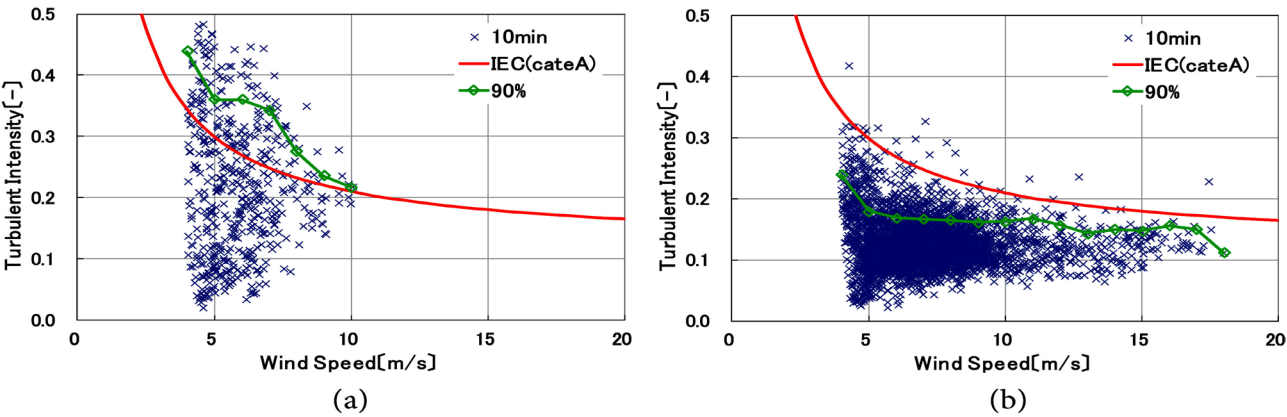 0.5
0.4
0.3
0.2
0.1
0.0
Turbulent Intensity[-]
10min
IEC(cateA)
90%
0 5 10 15 20
Wind Speed[m/s]
(a)
0.5
0.4
0.3
0.2
0.1
0.0
Turbulent Intensity[-]
10min
IEC(cateA)
90%
0 5 10 15 20
Wind Speed[m/s]
(b)